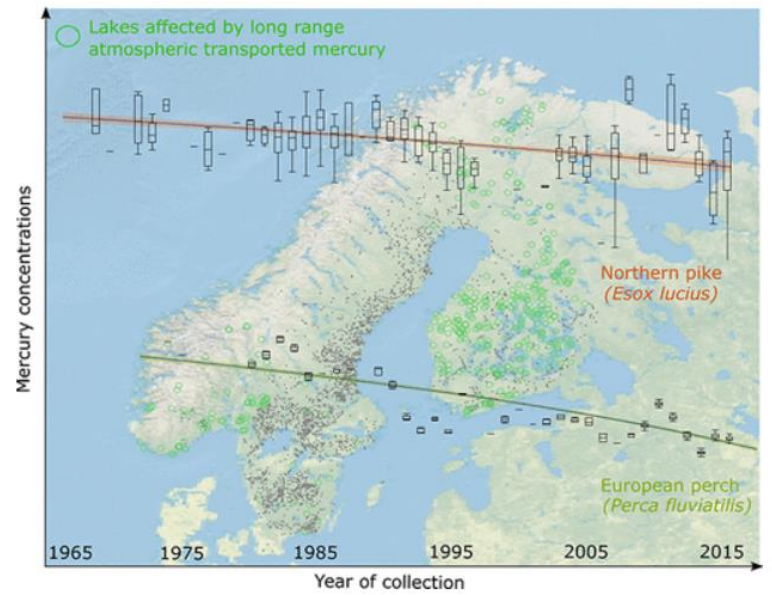 Lakes affected by long range
atmospheric transported mercury
Mercury concentrations
Northern pike
(Esox lucius)
European perch
(Perca fluviatilis)
1965 1975 1985 1995 2005 2015
Year of collection